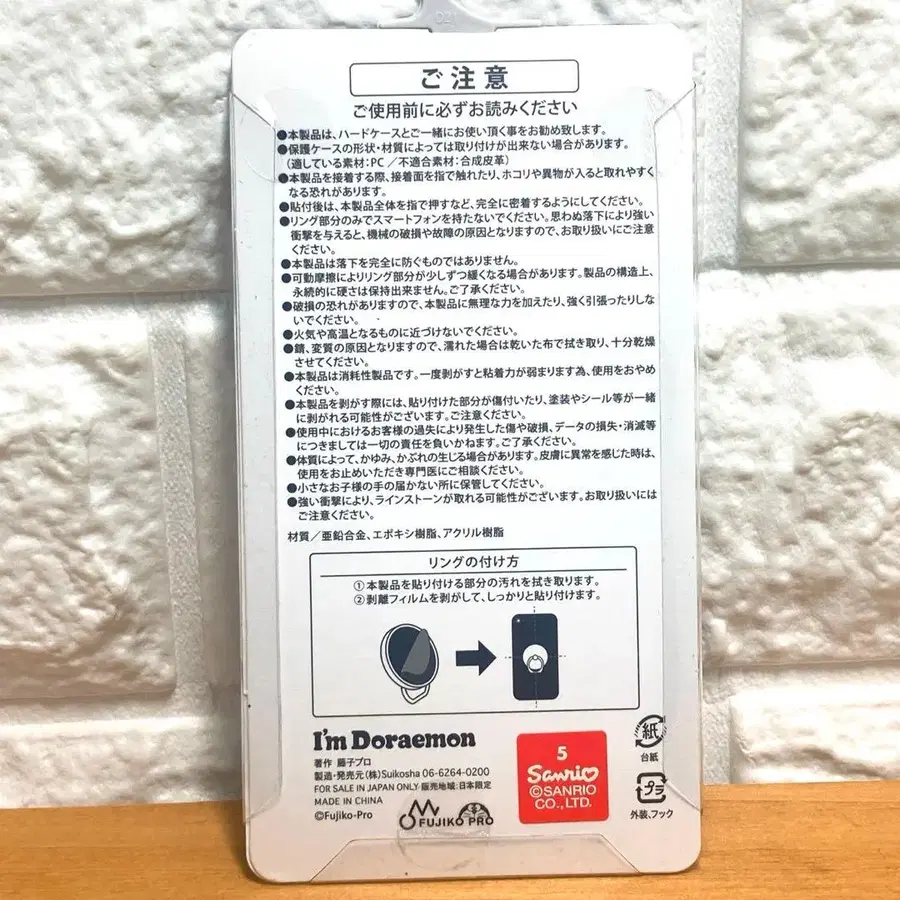 021
ご注意
ご使用前に必ずお読みください
●本製品は、ハードケースとご一緒にお使い頂く事をお勧め致します。
●保護ケースの形状・材質によっては取り付けが出来ない場合があります。
（適している素材：PC ／不適合素材：合成皮革）
●本製品を接着する際、接着面を指で触れたり、ホコリや異物が入ると取れやすく
なる恐れがあります。
●貼付後は、本製品全体を指で押すなど、完全に密着するようにしてください。
●リング部分のみでスマートフォンを持たないでください。思わぬ落下により強い
衝撃を与えると、機械の破損や故障の原因となりますので、お取り扱いにご注意
ください。
●本製品は落下を完全に防ぐものではありません。
●可動摩擦によりリング部分が少しずつ緩くなる場合があります。製品の構造上、
永続的に硬さは保持出来ません。ご了承ください。
●破損の恐れがありますので、本製品に無理な力を加えたり、強く引張ったりしな
いでください。
●火気や高温となるものに近づけないでください。
●錆、変質の原因となりますので、濡れた場合は乾いた布で拭き取り、十分乾燥
させてください。
●本製品は消耗性製品です。一度剥がすと粘着力が弱まります為、使用をおやめ
ください。
●本製品を剥がす際には、貼り付けた部分が傷付いたり、塗装やシール等が一緒
に剥がれる可能性がございます。ご注意ください。
●使用中におけるお客様の過失により発生した傷や破損、データの損失・消滅等
につきましては一切の責任を負いかねます。ご了承ください。
●体質によって、かゆみ、かぶれの生じる場合があります。皮膚に異常を感じた時は、
使用をお止めいただき専門医にご相談ください。
●小さなお子様の手の届かない所に保管してください。
●強い衝撃により、ラインストーンが取れる可能性がございます。お取り扱いには
ご注意ください。
材質／亜鉛合金、エポキシ樹脂、アクリル樹脂
リングの付け方
①本製品を貼り付ける部分の汚れを拭き取ります。
②剥離フィルムを剥がして、しっかりと貼り付けます。
I'm Doraemon
著作 藤子プロ
製造・発売元(株)Suikosha 06-6264-0200
FOR SALE IN JAPAN ONLY 販売地域:日本限定
MADE IN CHINA
©Fujiko-Pro
FUJIKO PRO
5
Sanrio
©SANRIO
CO.,LTD.
紙
台紙
プラ
外装、フック